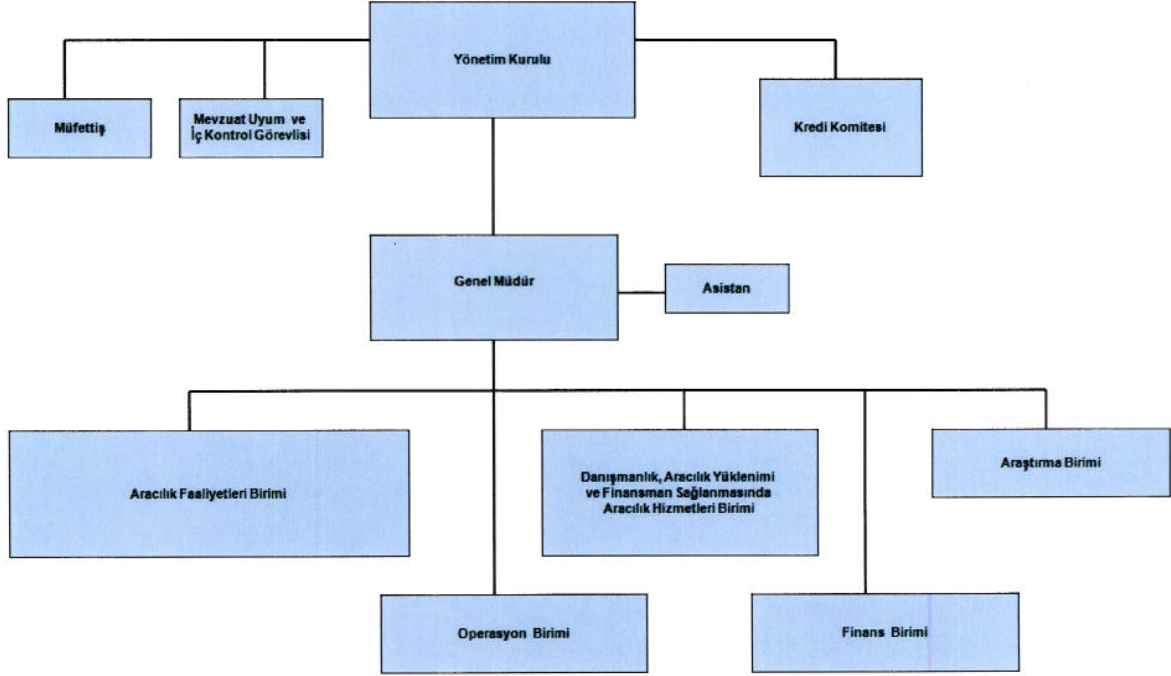 Yönetim Kurulu
Müfettiş
Mevzuat Uyum ve
İç Kontrol Görevlisi
Kredi Komitesi
Genel Müdür
Asistan
Aracılık Faaliyetleri Birimi
Danışmanlık, Aracılık Yüklenimi
ve Finansman Sağlanmasında
Aracılık Hizmetleri Birimi
Araştırma Birimi
Operasyon Birimi
Finans Birimi